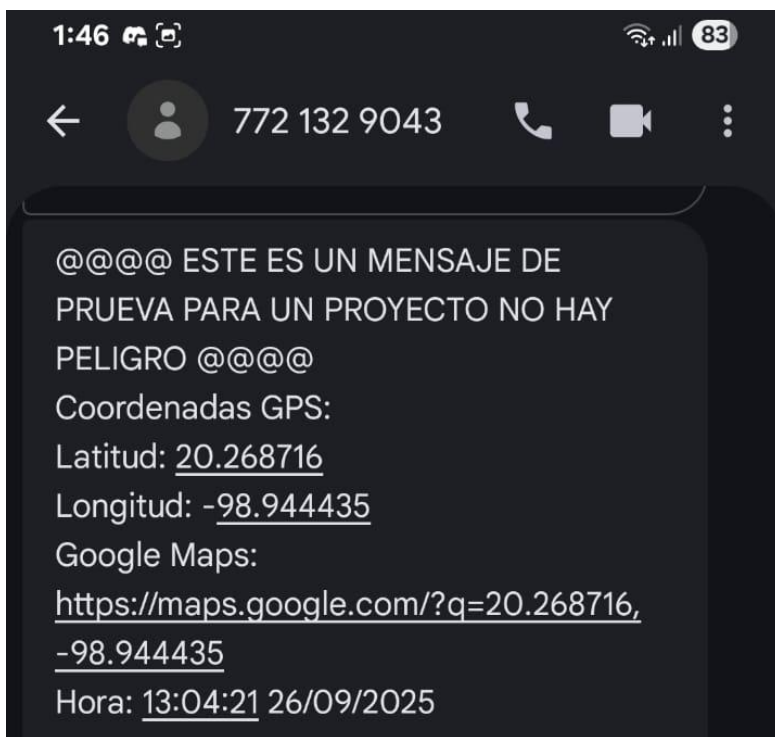 1:46 83
772 132 9043
@@@@ ESTE ES UN MENSAJE DE
PRUEVA PARA UN PROYECTO NO HAY
PELIGRO @@@@
Coordenadas GPS:
Latitud: 20.268716
Longitud: -98.944435
Google Maps:
https://maps.google.com/?q=20.268716,
-98.944435
Hora: 13:04:21 26/09/2025